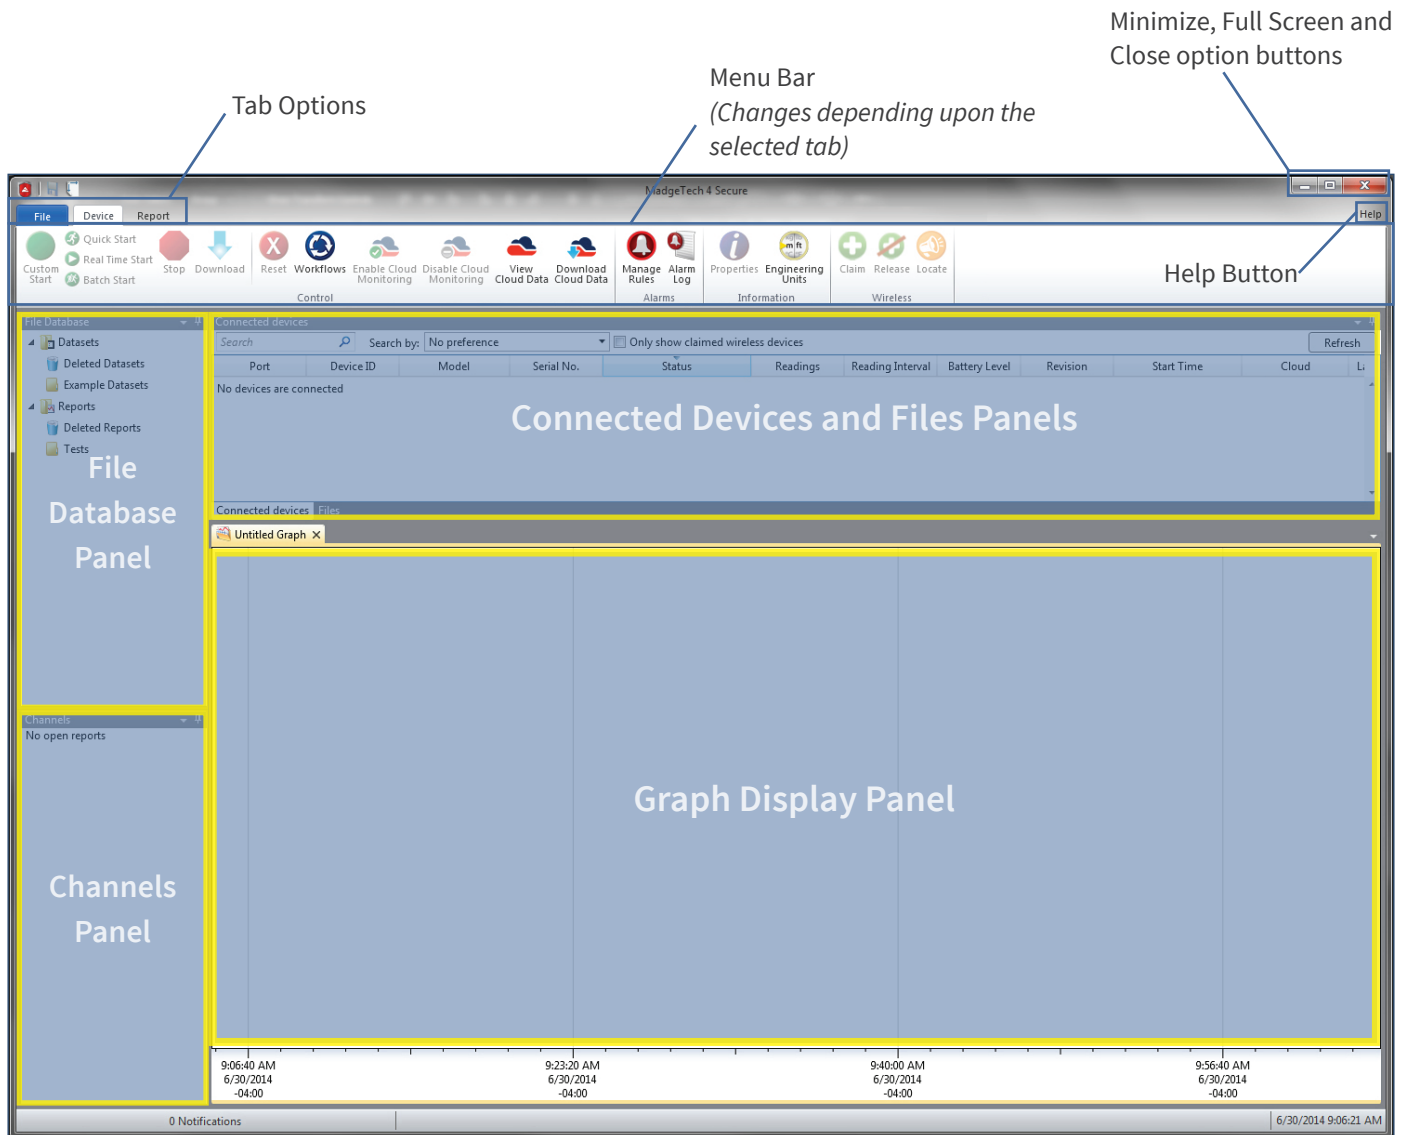 Minimize, Full Screen and
Close option buttons
Menu Bar
(Changes depending upon the
selected tab)
Tab Options
MadgeTech 4 Secure
File Device Report Help
Custom Start
Quick Start
Real Time Start
Batch Start
Stop Download Reset Workflows
Enable Cloud Monitoring
Disable Cloud Monitoring
View Cloud Data
Download Cloud Data
Manage Rules
Alarm Log
Properties
Engineering Units
Claim Release Locate
Control Alarms Information Wireless
Help Button
File Database
Datasets
Deleted Datasets
Example Datasets
Reports
Deleted Reports
Tests
File
Database
Panel
Connected devices
Search Search by: No preference Only show claimed wireless devices Refresh
Port Device ID Model Serial No. Status Readings Reading Interval Battery Level Revision Start Time Cloud
No devices are connected
Connected Devices and Files Panels
Connected devices Files
Untitled Graph
Channels
No open reports
Channels
Panel
Graph Display Panel
9:06:40 AM 9:23:20 AM 9:40:00 AM 9:56:40 AM
6/30/2014 6/30/2014 6/30/2014 6/30/2014
-04:00 -04:00 -04:00 -04:00
0 Notifications 6/30/2014 9:06:21 AM